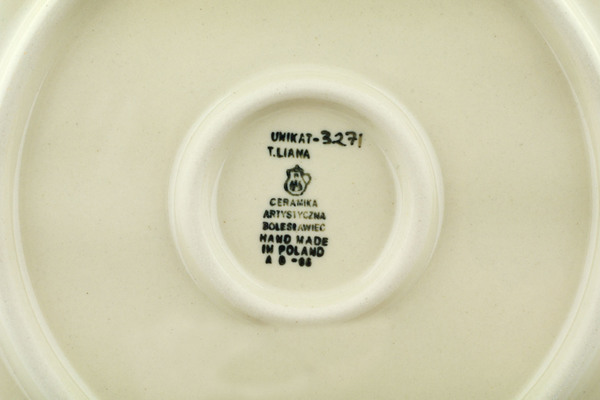 UNIKAT-3271
T.LIANA
CERAMIKA
ARTYSTYCZNA
BOLESŁAWIEC
HAND MADE
IN POLAND